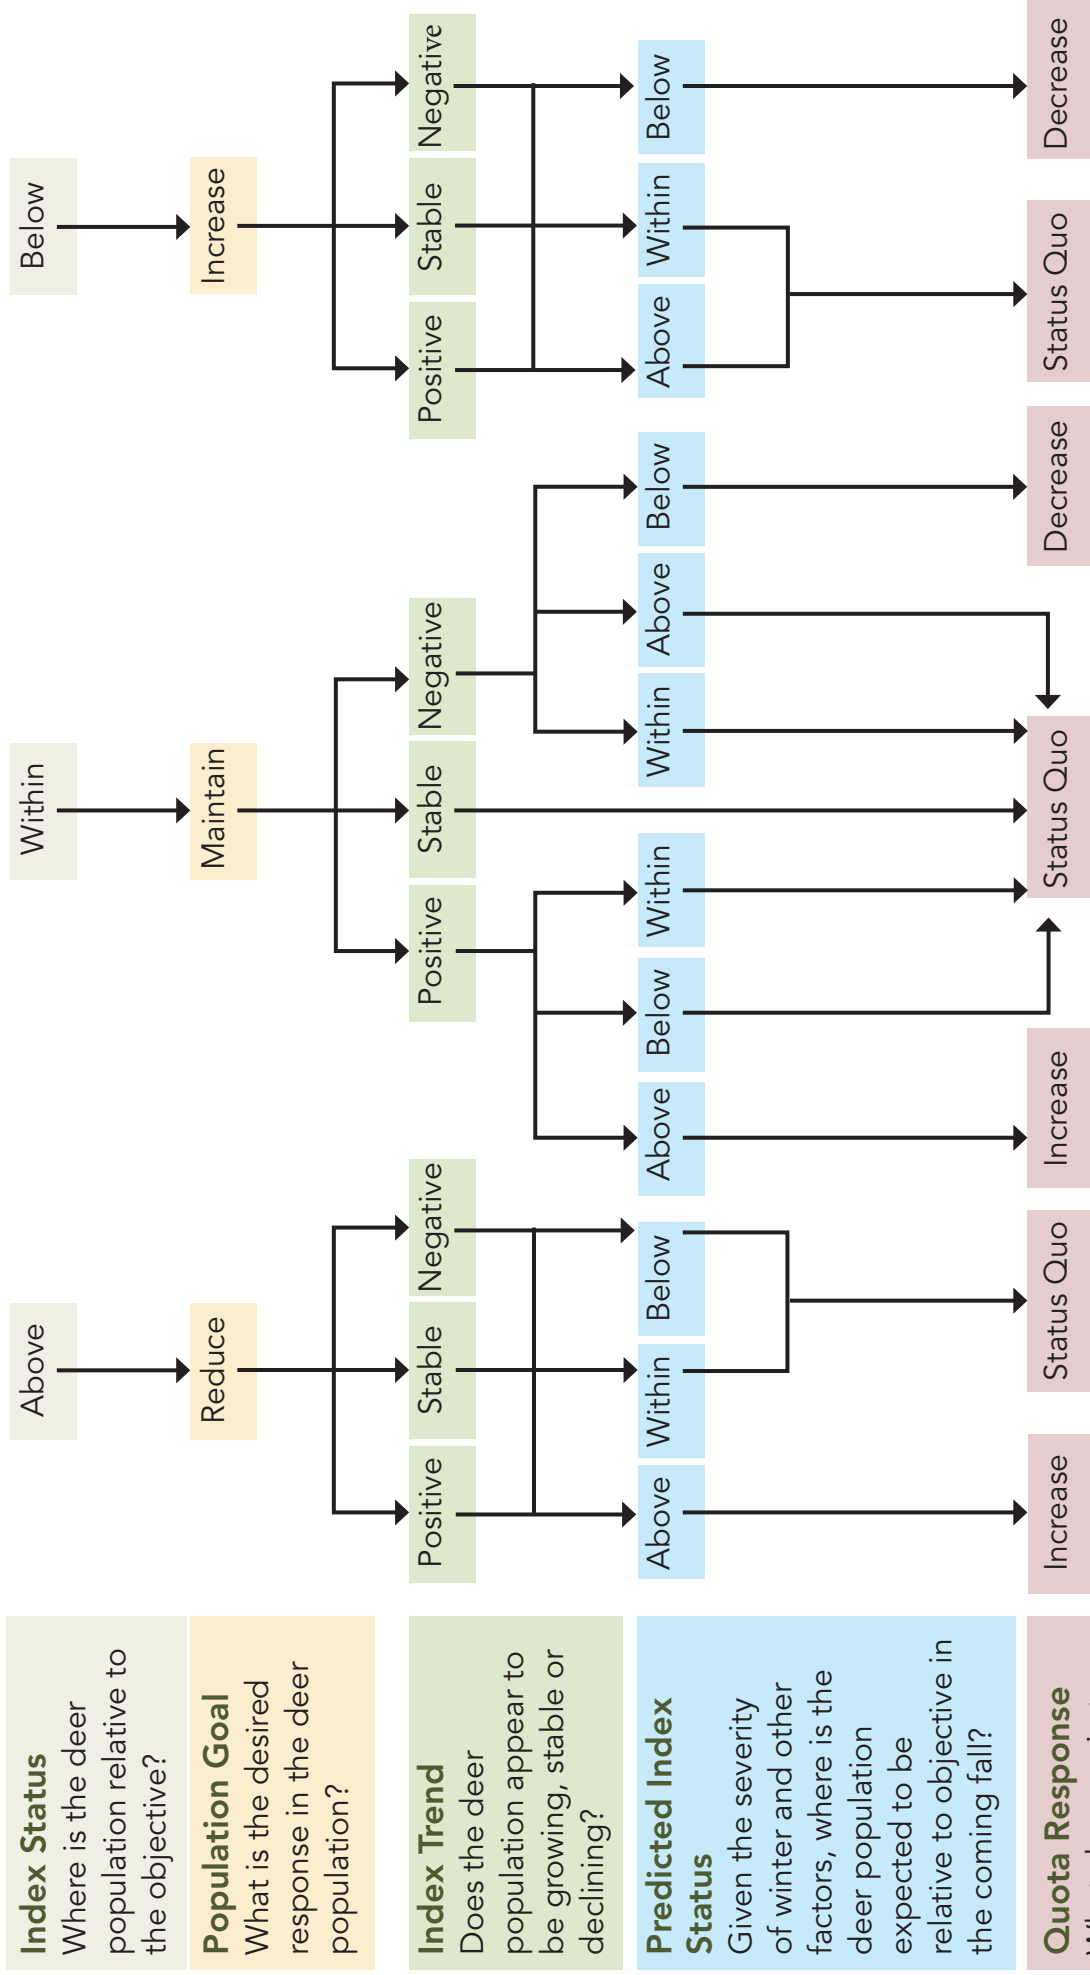 Index Status
Where is the deer
population relative to
the objective?
Above
Within
Below
Population Goal
What is the desired
response in the deer
population?
Reduce
Maintain
Increase
Index Trend
Does the deer
population appear to
be growing, stable or
declining?
Positive
Stable
Negative
Positive
Stable
Negative
Positive
Stable
Negative
Predicted Index
Status
Given the severity
of winter and other
factors, where is the
deer population
expected to be
relative to objective in
the coming fall?
Above
Within
Below
Above
Below
Within
Within
Above
Below
Above
Within
Below
Quota Response
Increase
Status Quo
Increase
Status Quo
Decrease
Status Quo
Decrease